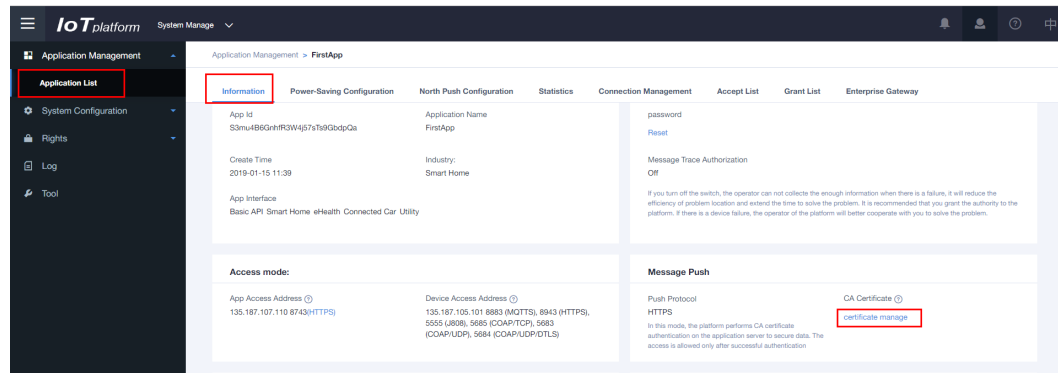 IoT platform System Manage
中
Application Management
Application List
System Configuration
Rights
Log
Tool
Application Management > FirstApp
Information Power-Saving Configuration North Push Configuration Statistics Connection Management Accept List Grant List Enterprise Gateway
App Id
S3mu4B6GnhfR3W4j57sTs9GbdpQa
Application Name
FirstApp
Create Time
2019-01-15 11:39
Industry:
Smart Home
App Interface
Basic API Smart Home eHealth Connected Car Utility
password
Reset
Message Trace Authorization
Off
If you turn off the switch, the operator can not collecte the enough information when there is a failure, it will reduce the
efficiency of problem location and extend the time to solve the problem. It is recommended that you grant the authority to the
platform. If there is a device failure, the operator of the platform will better cooperate with you to solve the problem.
Access mode:
App Access Address ?
135.187.107.110 8743(HTTPS)
Device Access Address ?
135.187.105.101 8883 (MQTTS), 8943 (HTTPS),
5555 (J808), 5685 (COAP/TCP), 5683
(COAP/UDP), 5684 (COAP/UDP/DTLS)
Message Push
Push Protocol
HTTPS
In this mode, the platform performs CA certificate
authentication on the application server to secure data. The
access is allowed only after successful authentication
CA Certificate ?
certificate manage